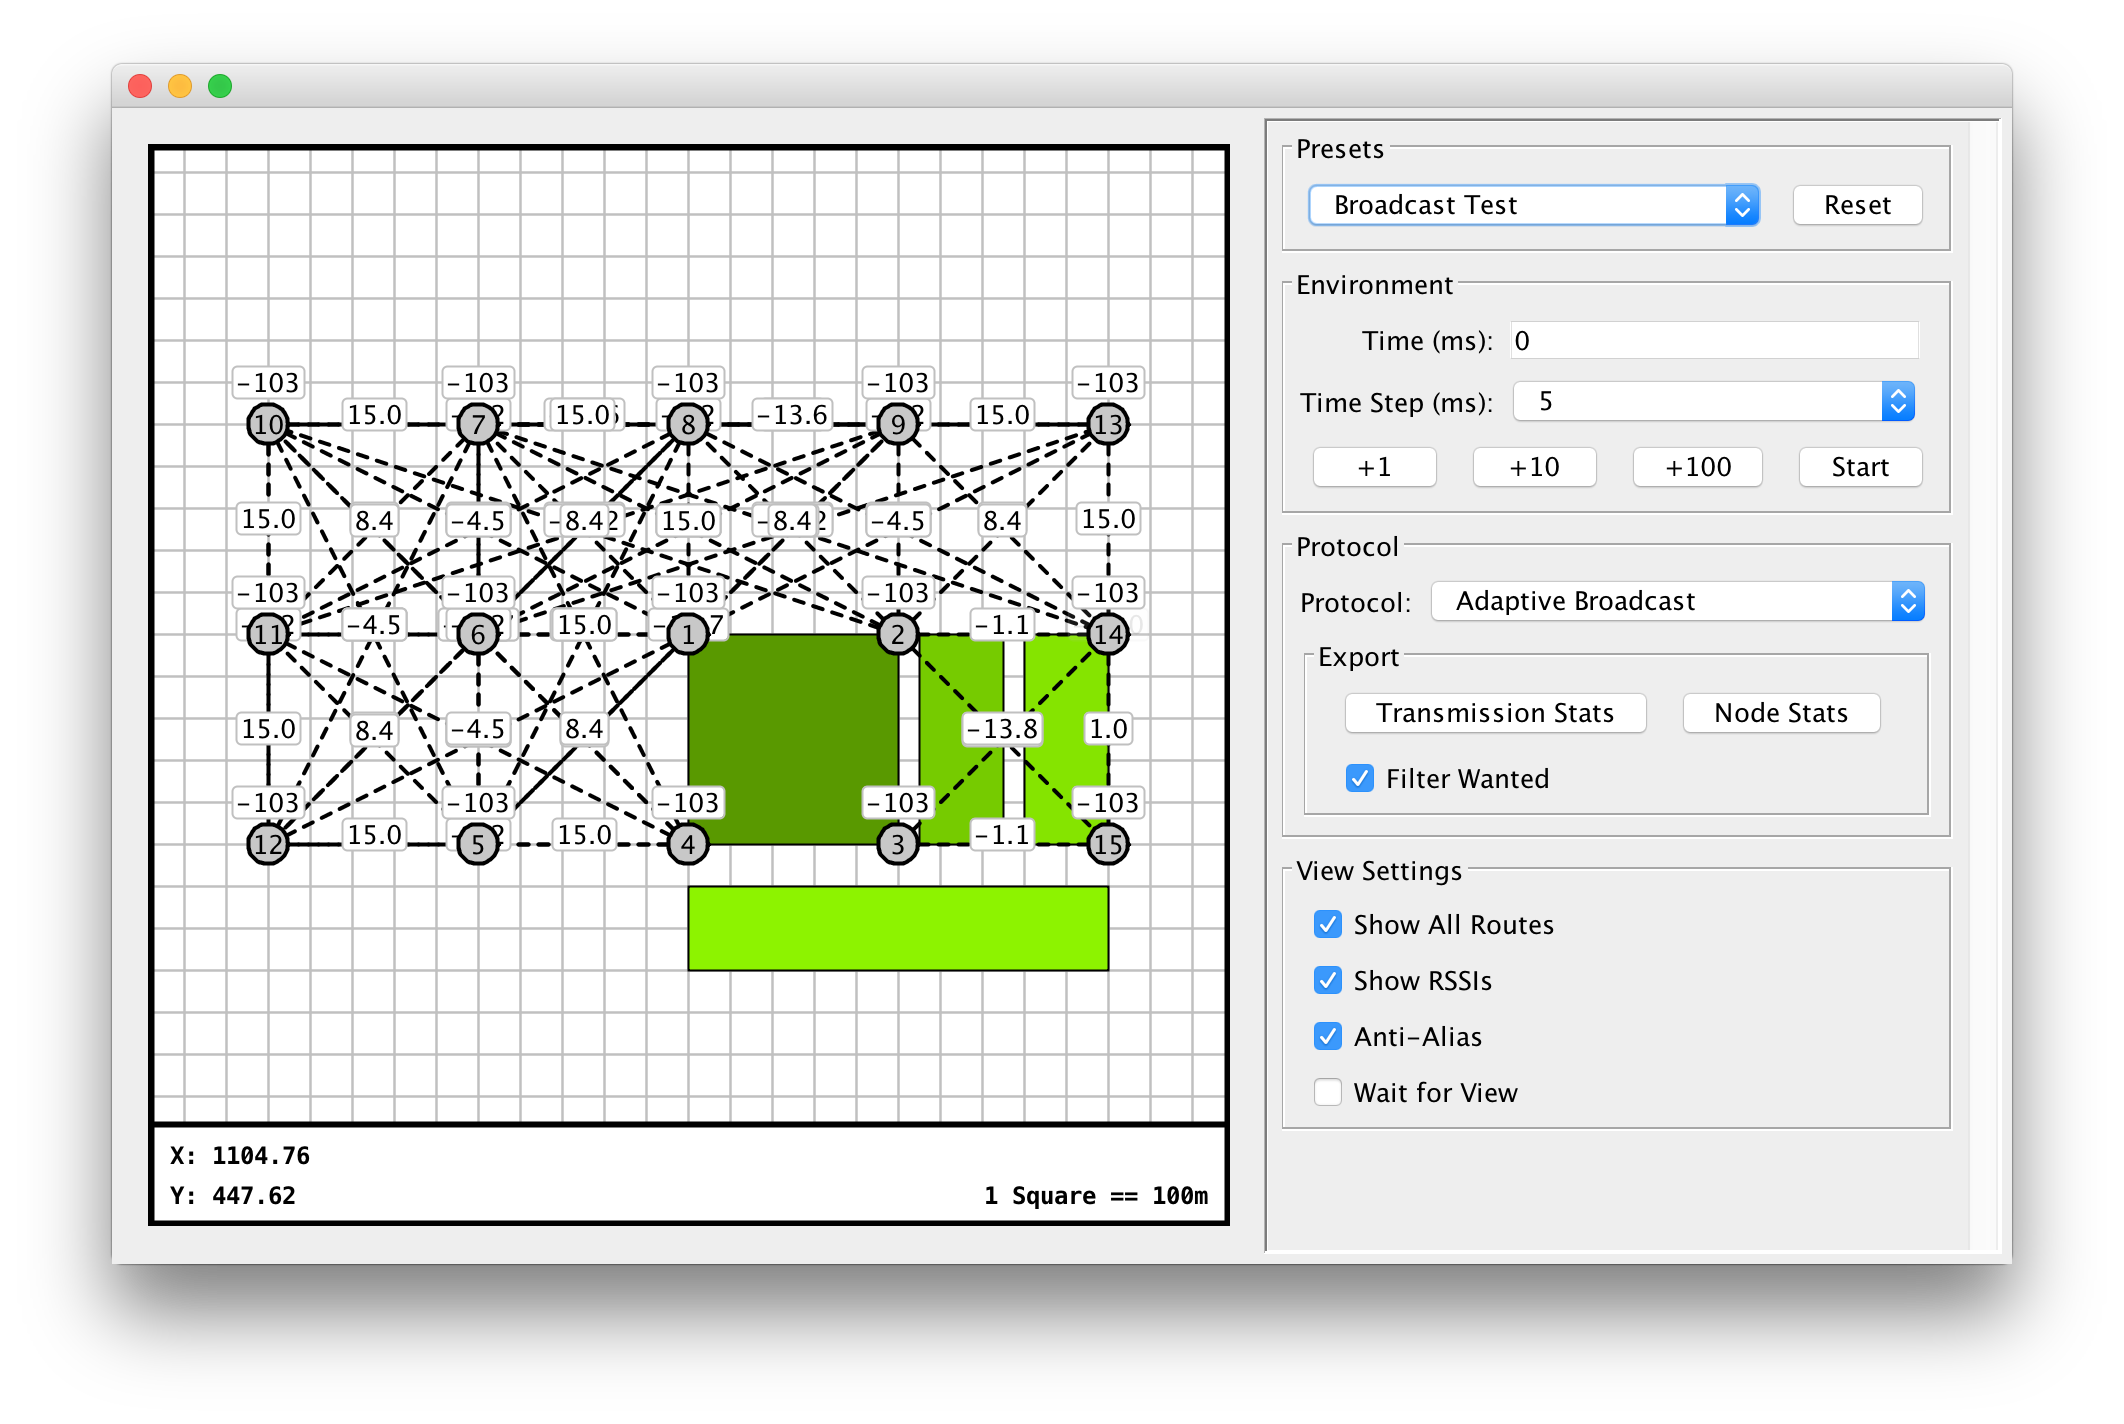 -103 -103 -103 -103 -103
10 15.0 7 15.0 8 -13.6 9 15.0 13
15.0 8.4 -4.5 -8.4 15.0 -8.4 -4.5 8.4 15.0
-103 -103 -103 -103 -103
11 -4.5 6 15.0 1 2 -1.1 14
15.0 8.4 -4.5 8.4 -13.8 1.0
-103 -103 -103 -103 -103
12 15.0 5 15.0 4 3 -1.1 15
X: 1104.76
Y: 447.62
1 Square == 100m
Presets
Broadcast Test
Reset
Environment
Time (ms): 0
Time Step (ms): 5
+1 +10 +100 Start
Protocol
Protocol: Adaptive Broadcast
Export
Transmission Stats Node Stats
Filter Wanted
View Settings
Show All Routes
Show RSSIs
Anti-Alias
Wait for View